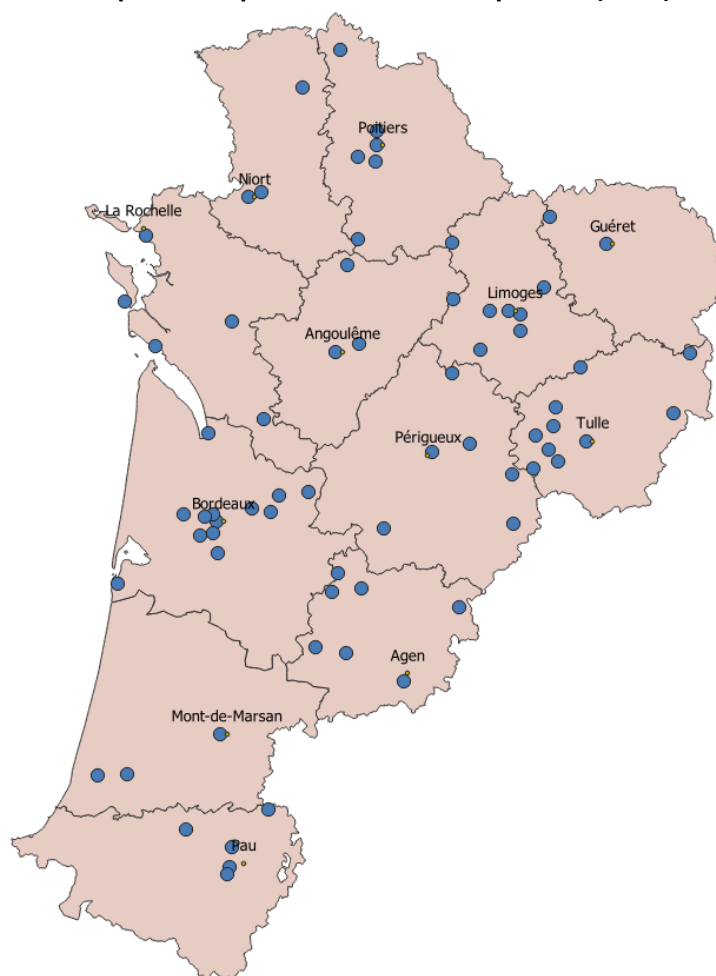 Poitiers
Niort
La Rochelle
Guéret
Limoges
Angoulême
Tulle
Périgueux
Bordeaux
Agen
Mont-de-Marsan
Pau